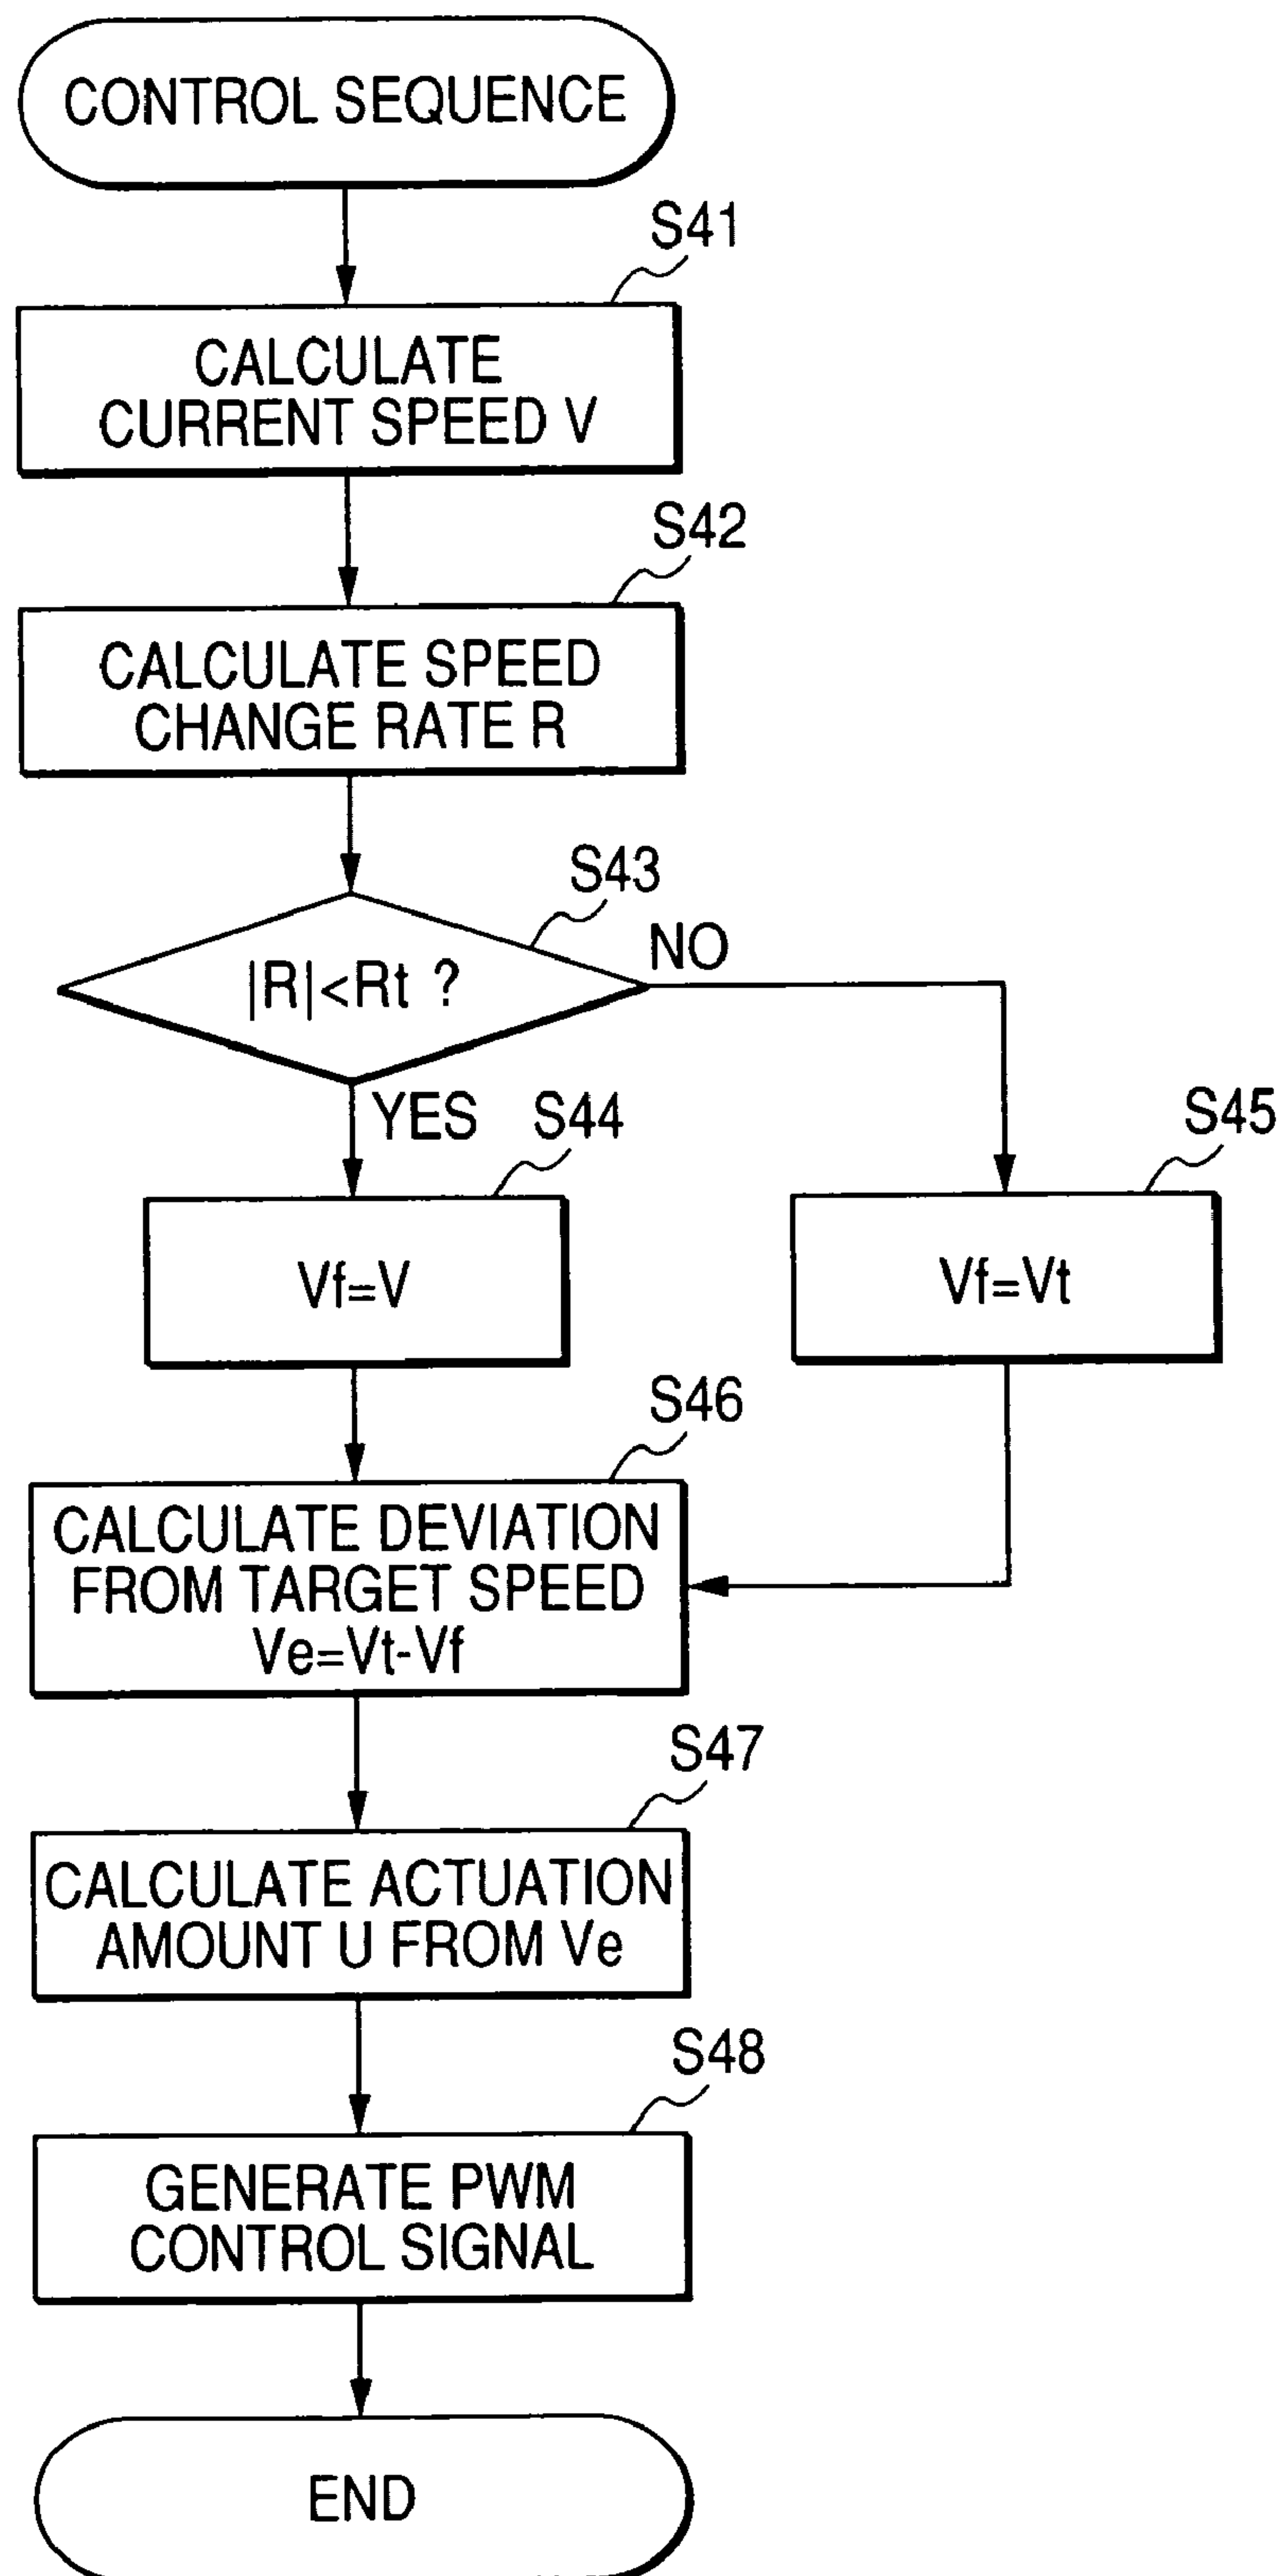 CONTROL SEQUENCE
S41
CALCULATE
CURRENT SPEED V
S42
CALCULATE SPEED
CHANGE RATE R
S43
|R|<Rt ?
NO
YES
S44
S45
Vf=V
Vf=Vt
S46
CALCULATE DEVIATION
FROM TARGET SPEED
Ve=Vt-Vf
S47
CALCULATE ACTUATION
AMOUNT U FROM Ve
S48
GENERATE PWM
CONTROL SIGNAL
END